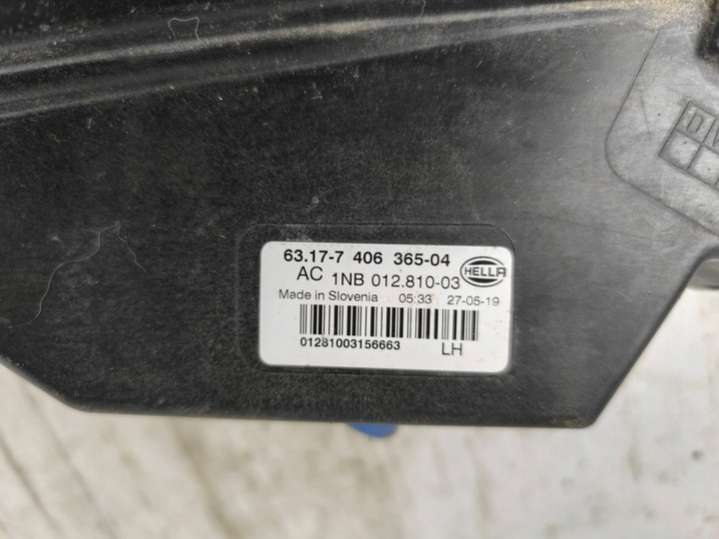 63.17-7 406 365-04
AC 1NB 012.810-03 HELLA
Made in Slovenia 05:33 27-05-19
01281003156663 LH